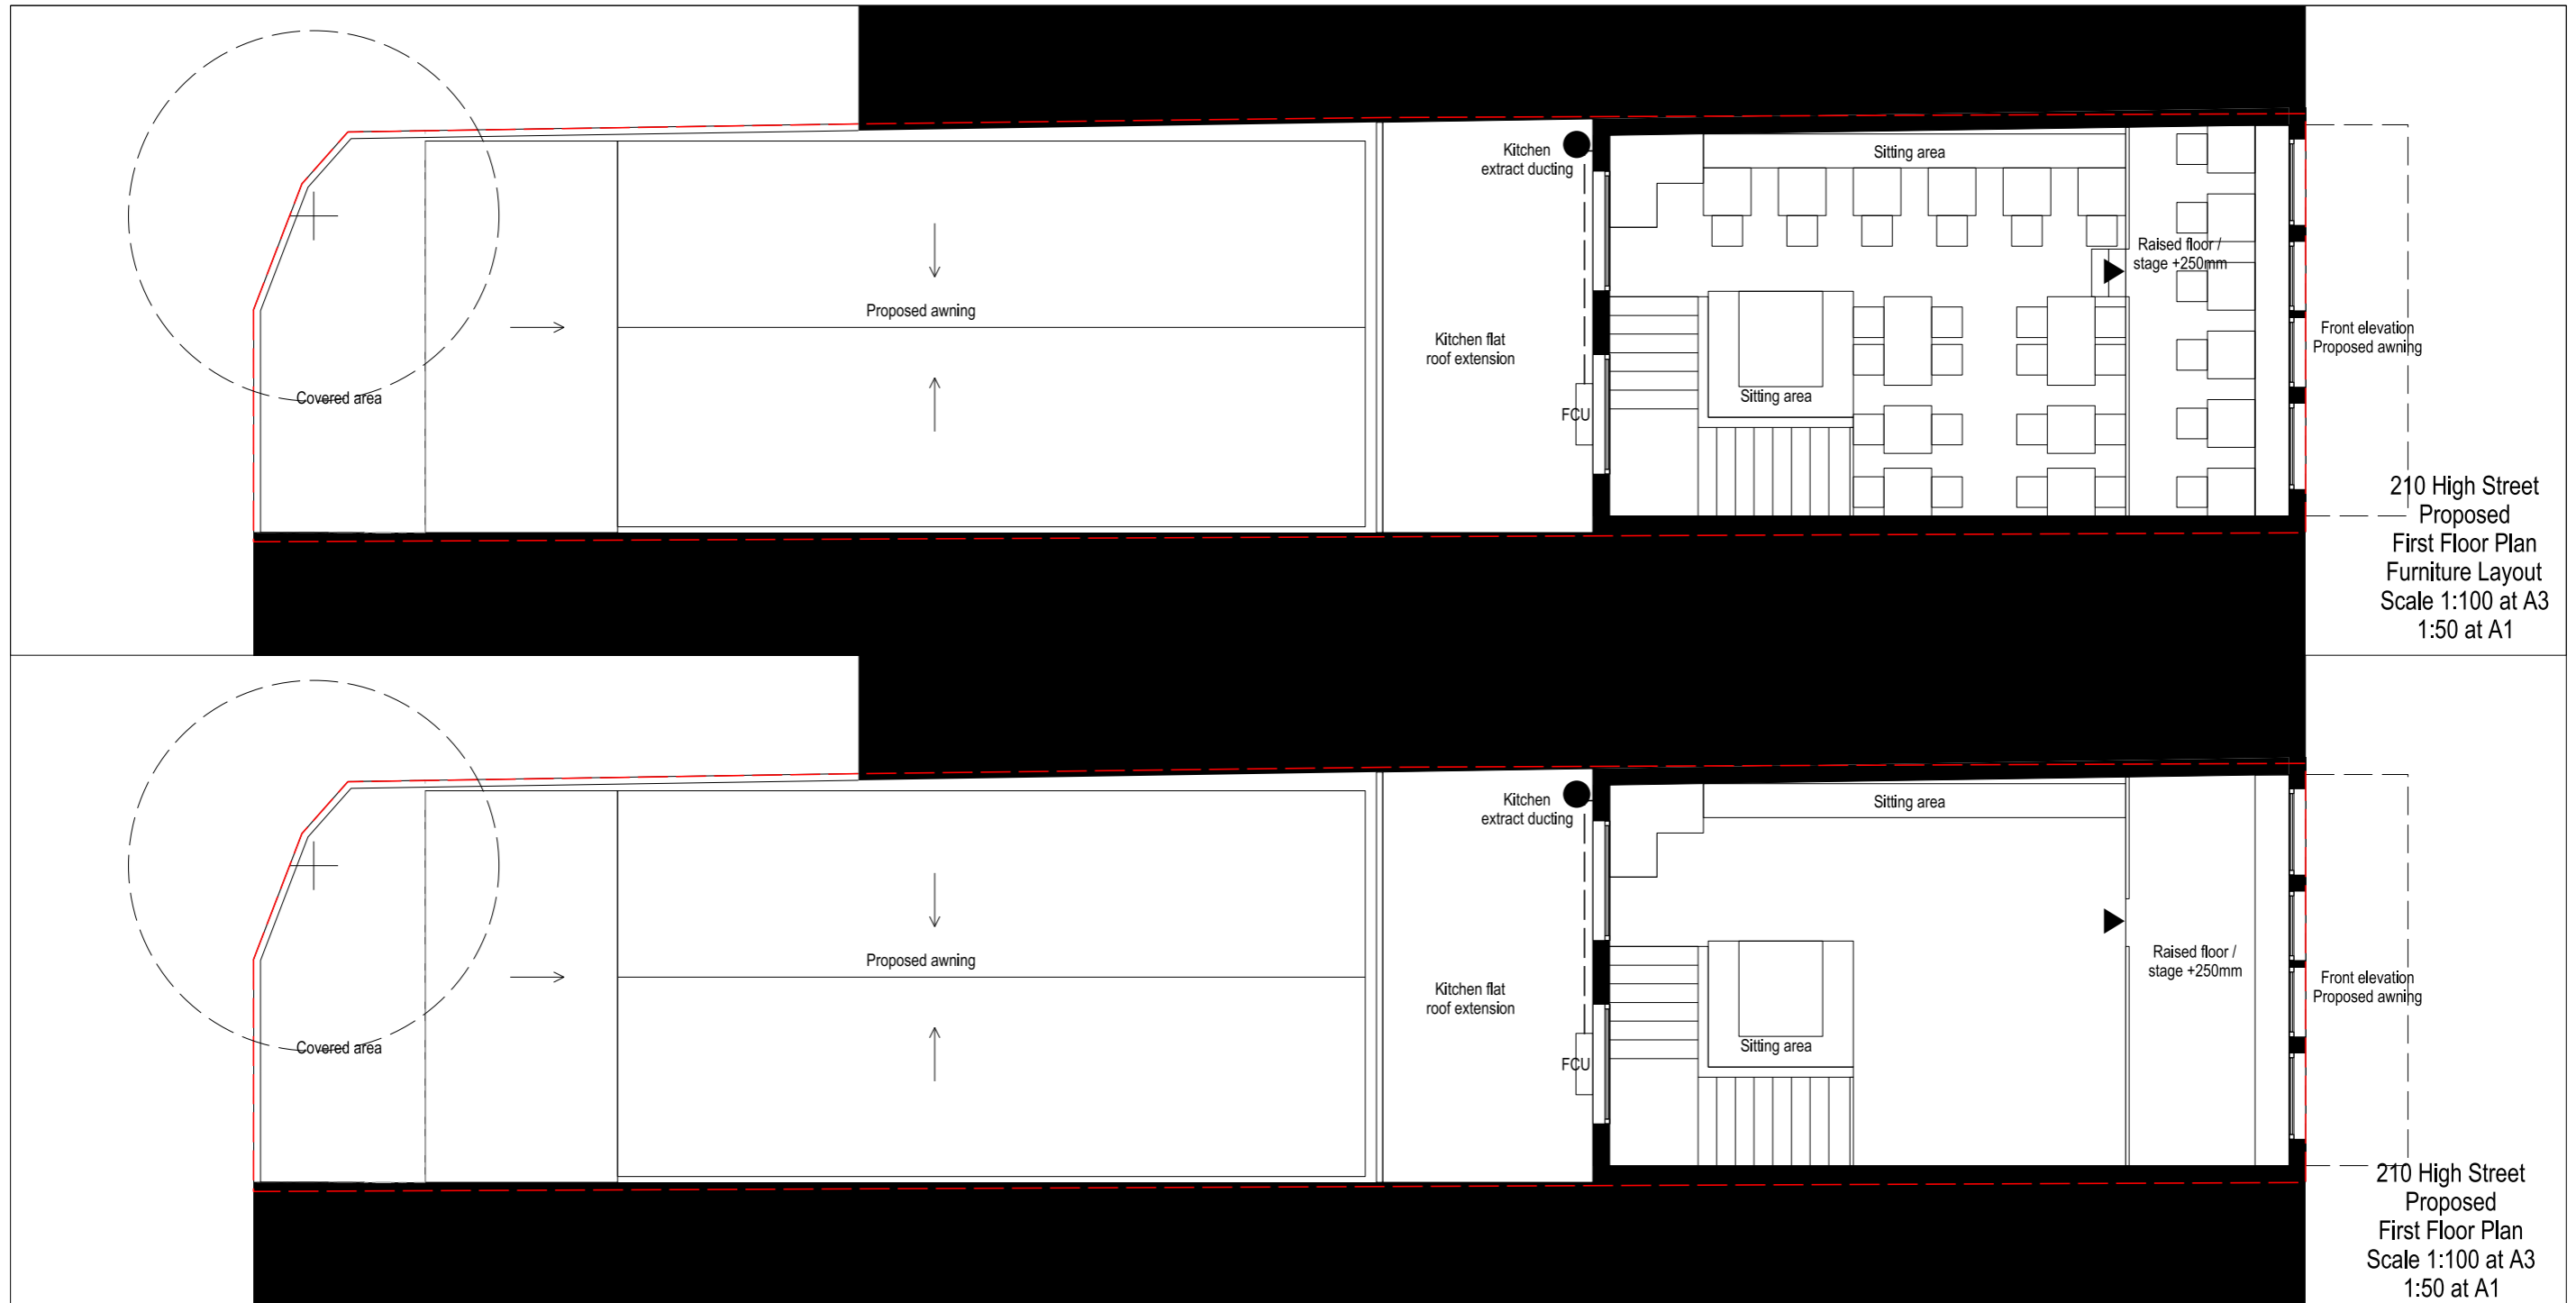 Kitchen
extract ducting
Sitting area
Raised floor /
stage +250mm
Proposed awning
Front elevation
Proposed awning
Kitchen flat
roof extension
Covered area
Sitting area
FCU
210 High Street
Proposed
First Floor Plan
Furniture Layout
Scale 1:100 at A3
1:50 at A1
Kitchen
extract ducting
Sitting area
Proposed awning
Raised floor /
stage +250mm
Front elevation
Proposed awning
Kitchen flat
roof extension
Covered area
Sitting area
FCU
210 High Street
Proposed
First Floor Plan
Scale 1:100 at A3
1:50 at A1